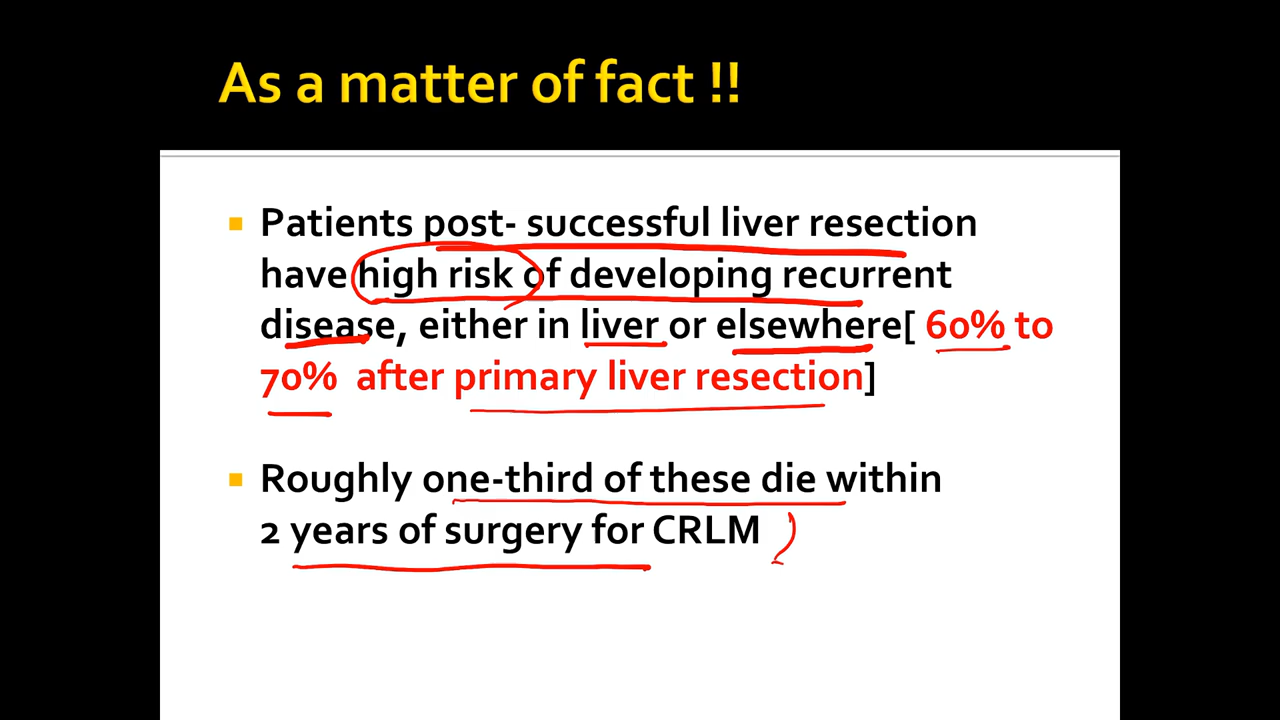 As a matter of fact !!
Patients post- successful liver resection
have high risk of developing recurrent
disease, either in liver or elsewhere[ 60% to
70% after primary liver resection]
Roughly one-third of these die within
2 years of surgery for CRLM